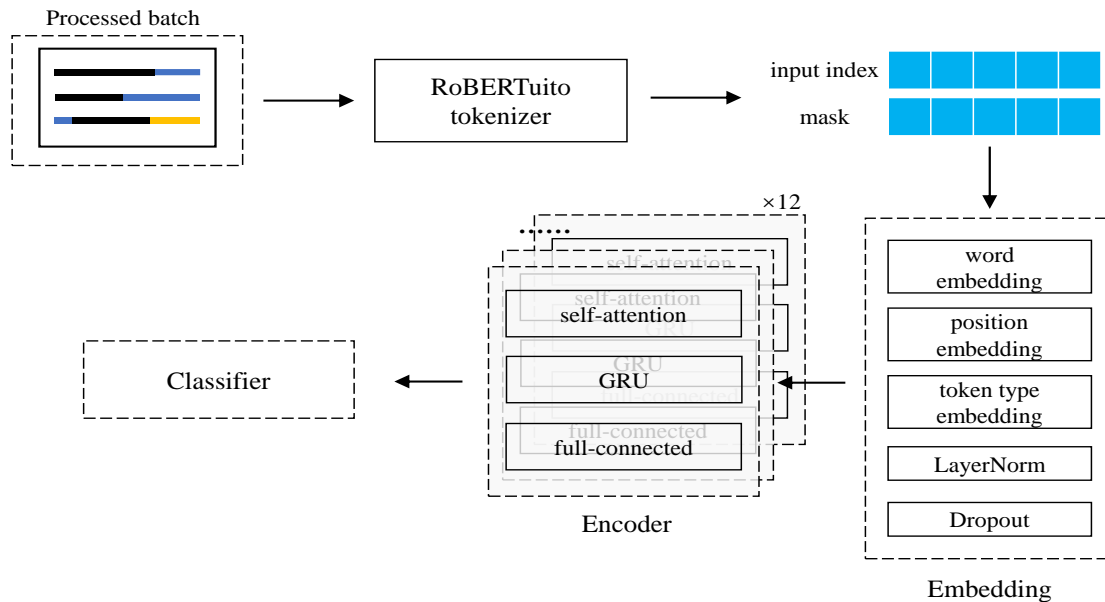 Processed batch
RoBERTuito
tokenizer
input index
mask
×12
......
self-attention
self-attention
GRU
GRU
full-connected
full-connected
self-attention
GRU
full-connected
Encoder
Classifier
word
embedding
position
embedding
token type
embedding
LayerNorm
Dropout
Embedding